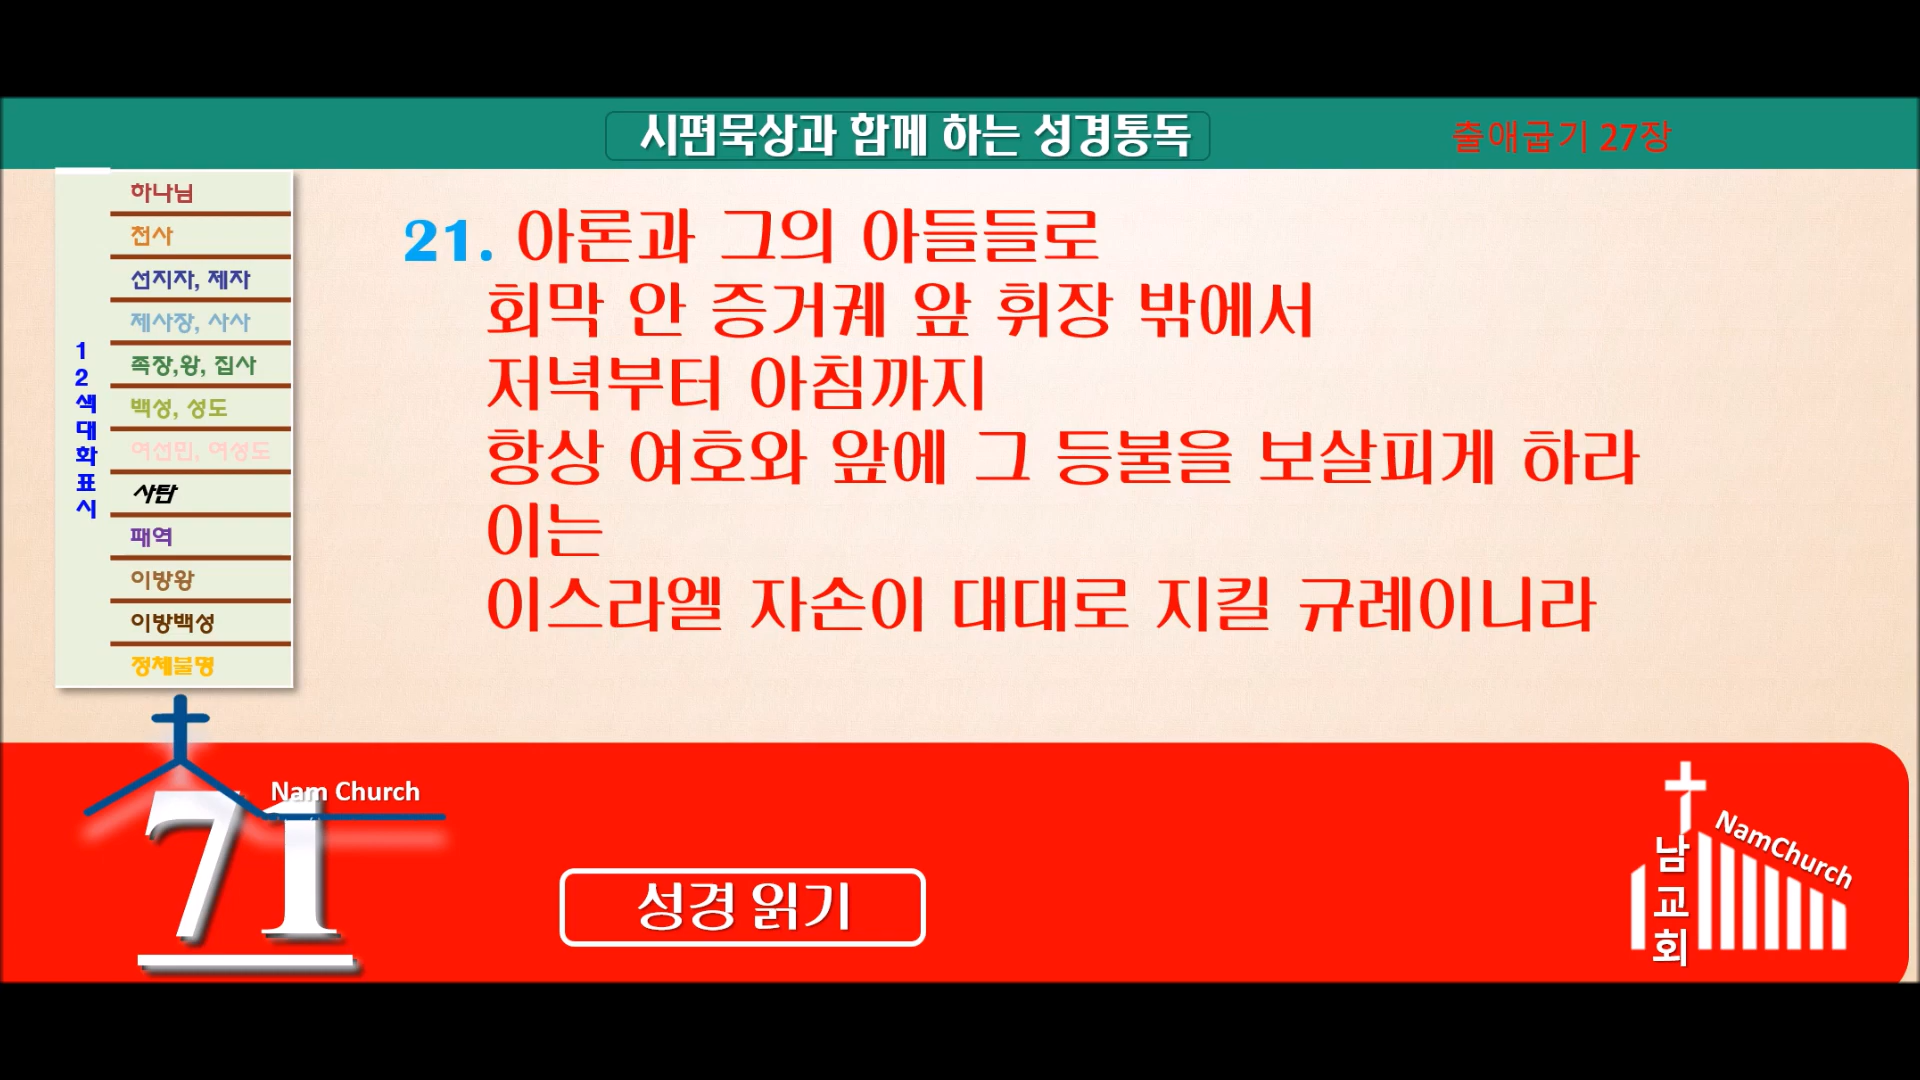 시편묵상과 함께 하는 성경통독
출애굽기 27장
하나님
천사
선지자, 제자
제사장, 사사
족장,왕, 집사
백성, 성도
여선민, 여성도
사탄
패역
이방왕
이방백성
정체불명
12색대화표시
21. 아론과 그의 아들들로
회막 안 증거궤 앞 휘장 밖에서
저녁부터 아침까지
항상 여호와 앞에 그 등불을 보살피게 하라
이는
이스라엘 자손이 대대로 지킬 규례이니라
Nam Church
71
성경 읽기
NamChurch
남교회